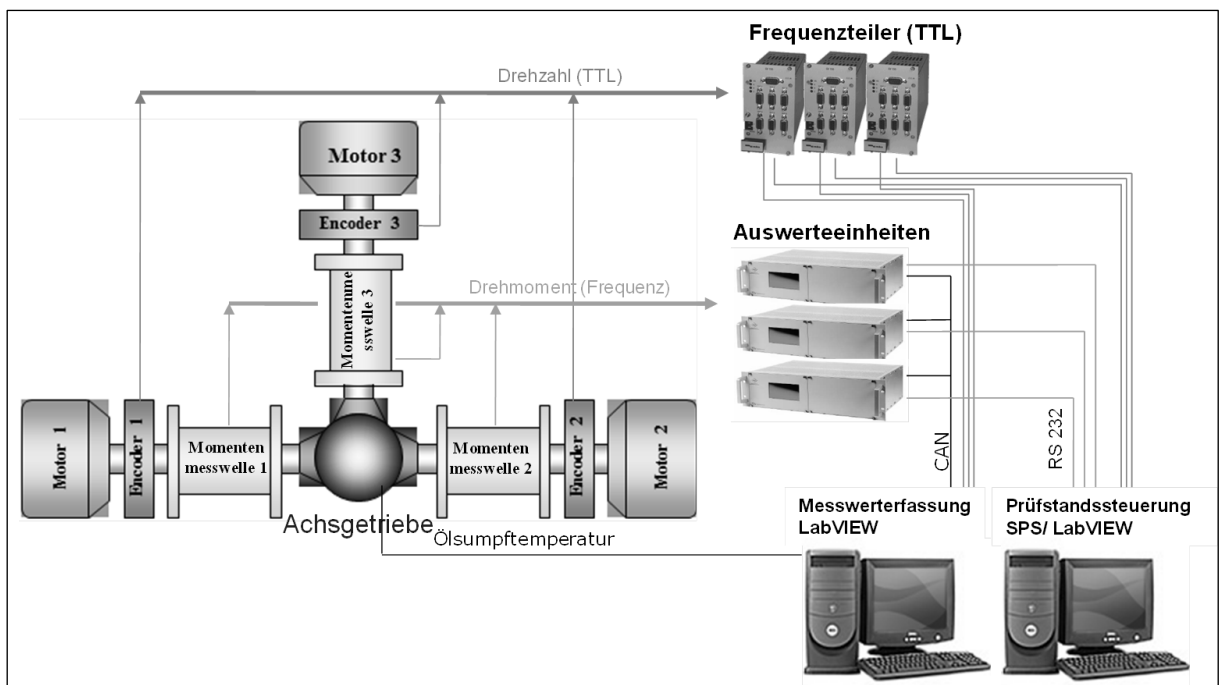 Frequenzteiler (TTL)
Drehzahl (TTL)
Motor 3
Encoder 3
Auswerteeinheiten
Momentenme
sswelle 3
Drehmoment (Frequenz)
Motor 1
Encoder 1
Momenten
messwelle 1
Momenten
messwelle 2
Encoder 2
Motor 2
CAN
RS 232
Achsgetriebe
Ölsumpftemperatur
Messwerterfassung
LabVIEW
Prüfstandssteuerung
SPS/ LabVIEW